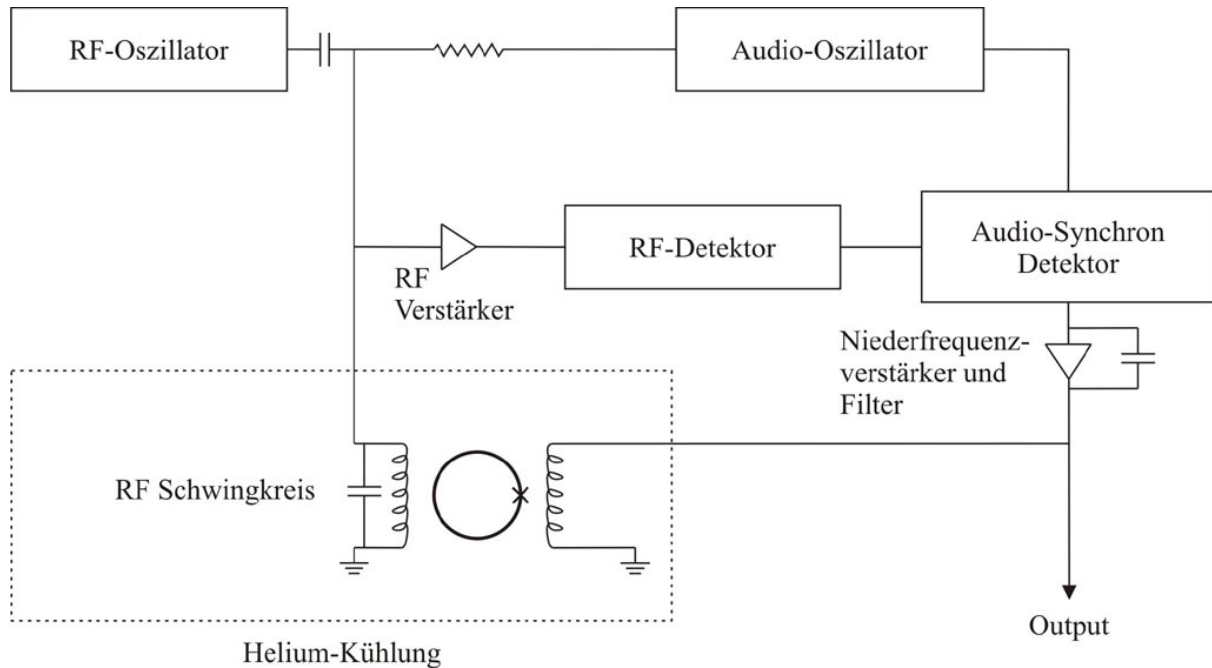 RF-Oszillator
Audio-Oszillator
RF-Detektor
Audio-Synchron
Detektor
RF
Verstärker
Niederfrequenz-
verstärker und
Filter
RF Schwingkreis
Output
Helium-Kühlung